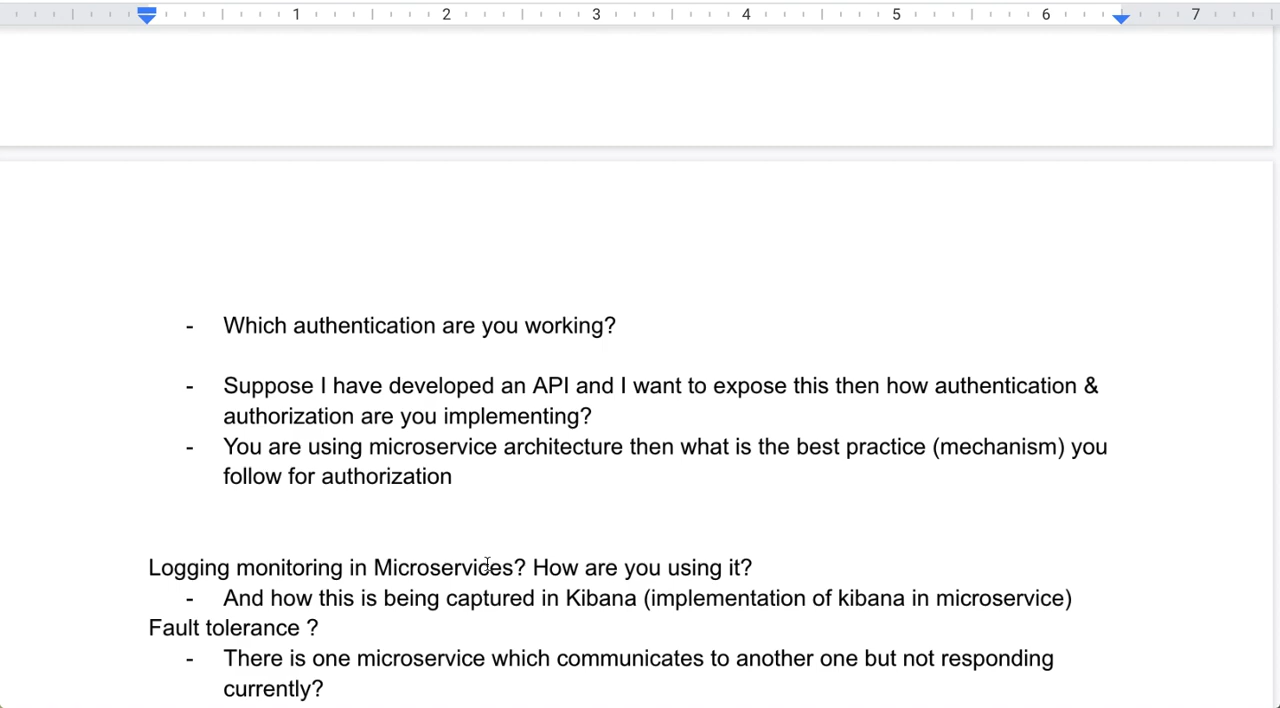 1 2 3 4 5 6 7
- Which authentication are you working?
- Suppose I have developed an API and I want to expose this then how authentication &
authorization are you implementing?
- You are using microservice architecture then what is the best practice (mechanism) you
follow for authorization
Logging monitoring in Microservices? How are you using it?
- And how this is being captured in Kibana (implementation of kibana in microservice)
Fault tolerance ?
- There is one microservice which communicates to another one but not responding
currently?